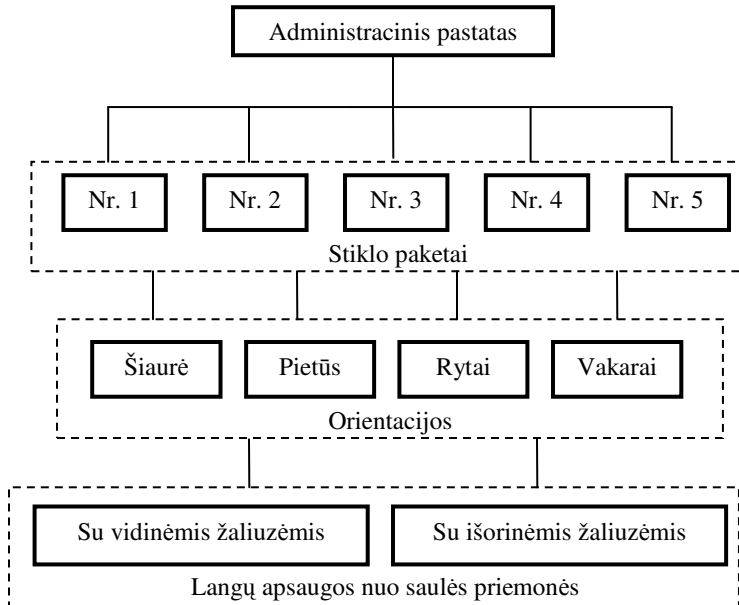 Administracinis pastatas
Nr. 1 Nr. 2 Nr. 3 Nr. 4 Nr. 5
Stiklo paketai
Šiaurė Pietūs Rytai Vakarai
Orientacijos
Su vidinėmis žaliuzėmis Su išorinėmis žaliuzėmis
Langų apsaugos nuo saulės priemonės